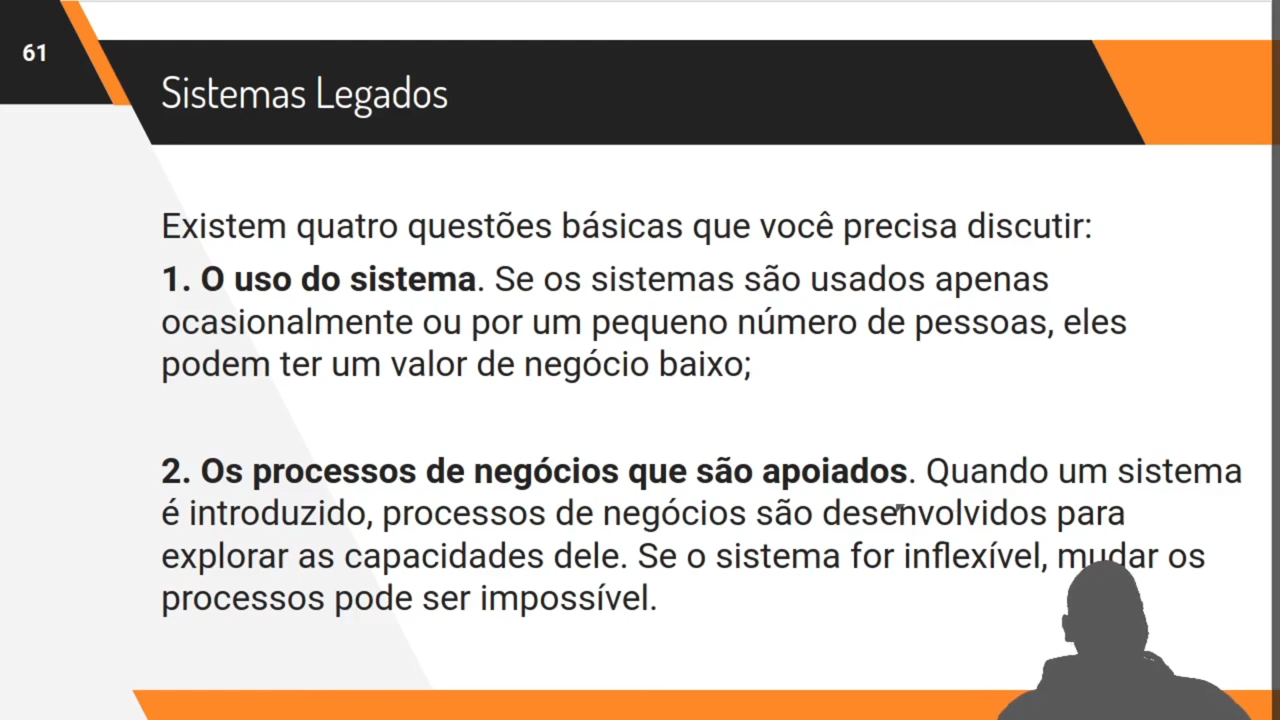 61
Sistemas Legados
Existem quatro questões básicas que você precisa discutir:
1. O uso do sistema. Se os sistemas são usados apenas
ocasionalmente ou por um pequeno número de pessoas, eles
podem ter um valor de negócio baixo;
2. Os processos de negócios que são apoiados. Quando um sistema
é introduzido, processos de negócios são desenvolvidos para
explorar as capacidades dele. Se o sistema for inflexível, mudar os
processos pode ser impossível.